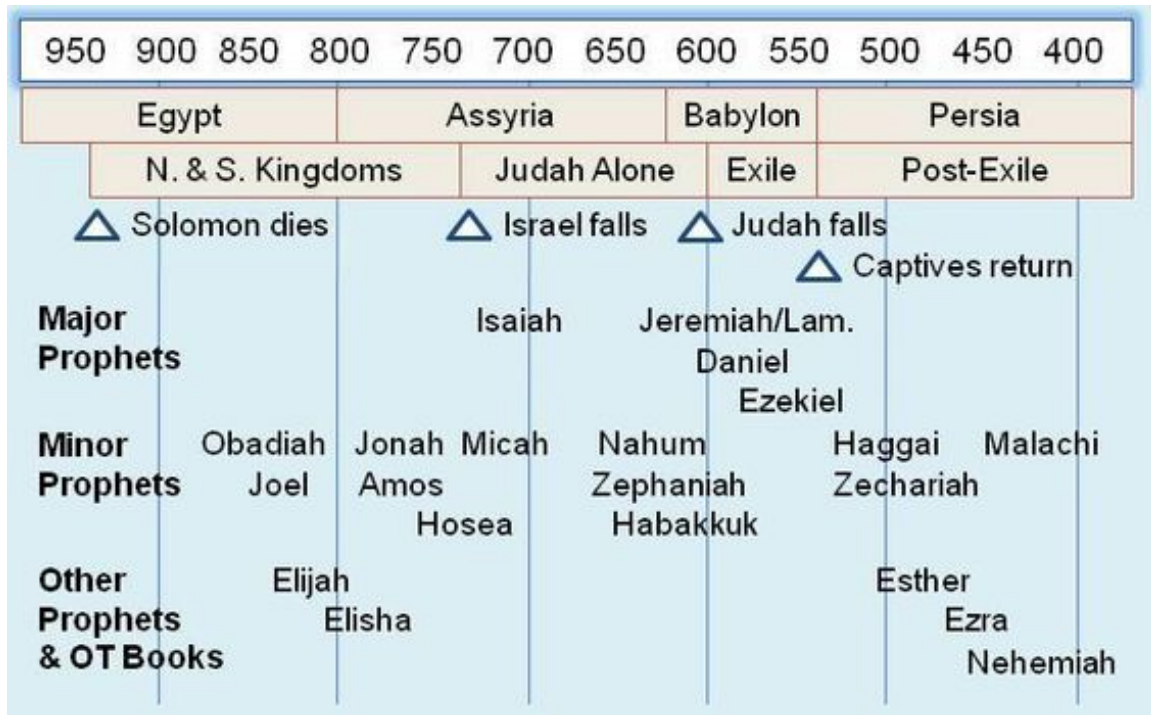 950 900 850 800 750 700 650 600 550 500 450 400
Egypt Assyria Babylon Persia
N. & S. Kingdoms Judah Alone Exile Post-Exile
Solomon dies Israel falls Judah falls
Captives return
Major Isaiah Jeremiah/Lam.
Prophets Daniel
Ezekiel
Minor Obadiah Jonah Micah Nahum Haggai Malachi
Prophets Joel Amos Zephaniah Zechariah
Hosea Habakkuk
Other Elijah Esther
Prophets Elisha Ezra
& OT Books Nehemiah